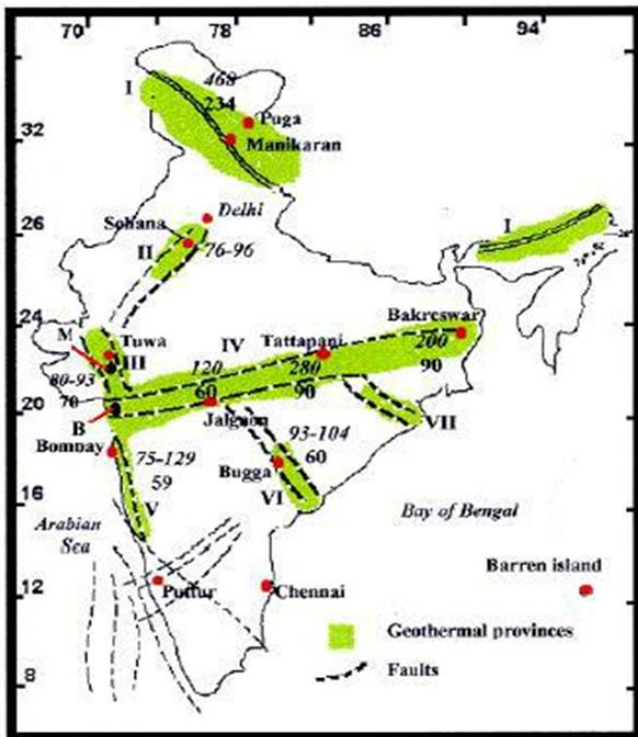 70 78 86 94
I 468
234
Puga
32 Manikaran
26
Delhi
Sohana
II 76-96
I
24
M Tuwa
III
IV Tattapani Bakreswar
120 280 200
60 90 90
80-93
70
20
B Jalgaon
VII
93-104
60
Bugga
VI
75-129
59
V
16
Arabian
Sea
Bay of Bengal
Barren island
12
Puttur Chennai
Geothermal provinces
Faults
8